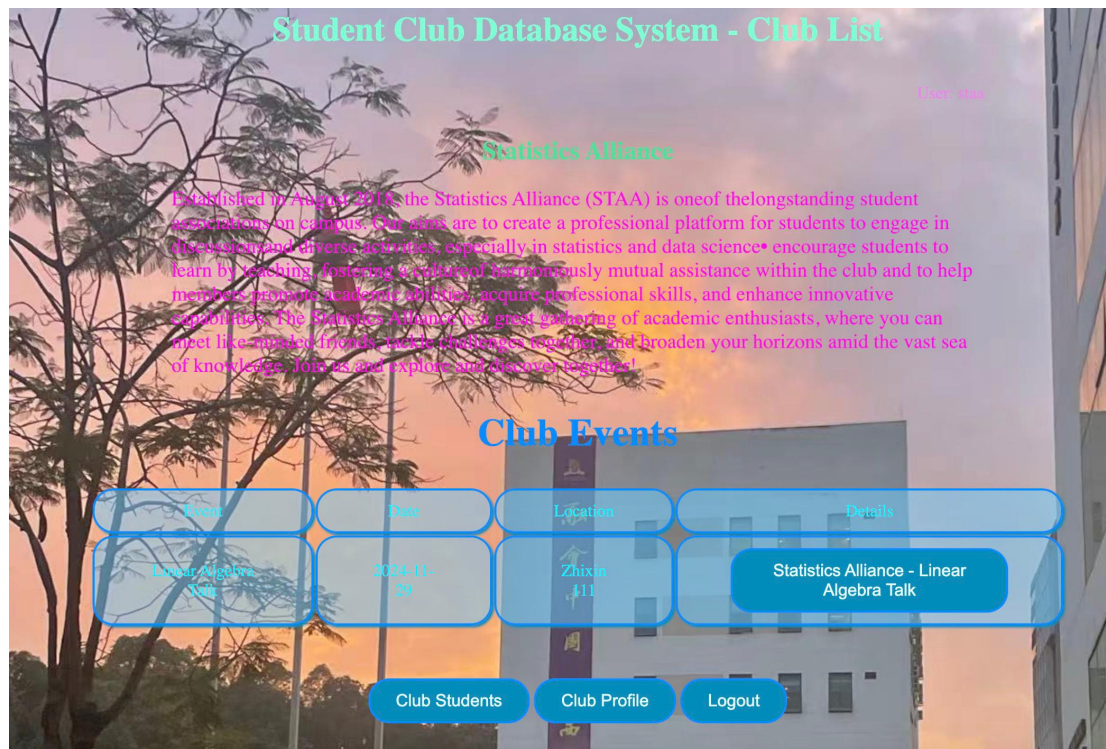 Student Club Database System - Club List
User: staa
Statistics Alliance
Established in August 2018, the Statistics Alliance (STAA) is oneof thelongstanding student
associations on campus. Our aims are to create a professional platform for students to engage in
discussionsand diverse activities, especially in statistics and data science• encourage students to
learn by teaching, fostering a cultureof harmoniously mutual assistance within the club and to help
members promote academic abilities, acquire professional skills, and enhance innovative
capabilities. The Statistics Alliance is a great gathering of academic enthusiasts, where you can
meet like-minded friends, tackle challenges together, and broaden your horizons amid the vast sea
of knowledge. Join us and explore and discover together!
Club Events
Event Date Location Details
Linear Algebra
Talk
2024-11-
29
Zhixin
111
Statistics Alliance - Linear
Algebra Talk
Club Students Club Profile Logout